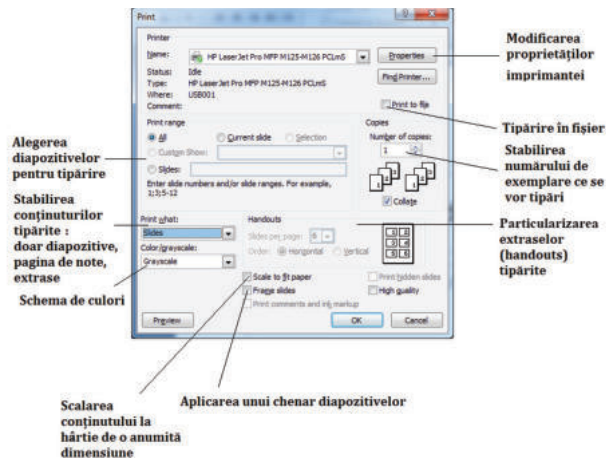 Print
Printer
Name:
HP LaserJet Pro MFP M125-M126 PCLmS
Properties
Status:
Idle
Type:
HP LaserJet Pro MFP M125-M126 PCLmS
Find Printer...
Where:
USB001
Comment:
Print to file
Print range
All
Current slide
Selection
Custom Show:
Slides:
Enter slide numbers and/or slide ranges. For example,
1;3;5-12
Copies
Number of copies:
1
Collate
Print what:
Slides
Color/grayscale:
Grayscale
Handouts
Slides per page:
6
Order:
Horizontal
Vertical
Scale to fit paper
Frame slides
Print comments and ink markup
Print hidden slides
High quality
Preview
OK
Cancel
Modificarea
proprietăților
imprimantei
Tipărire în fișier
Stabilirea
numărului de
exemplare ce se
vor tipări
Particularizarea
extraselor
(handouts)
tipărite
Alegerea
diapozitivelor
pentru tipărire
Stabilirea
conținuturilor
tipărite :
doar diapozitive,
pagina de note,
extrase
Schema de culori
Scalarea
conținutului la
hârtie de o anumită
dimensiune
Aplicarea unui chenar diapozitivelor